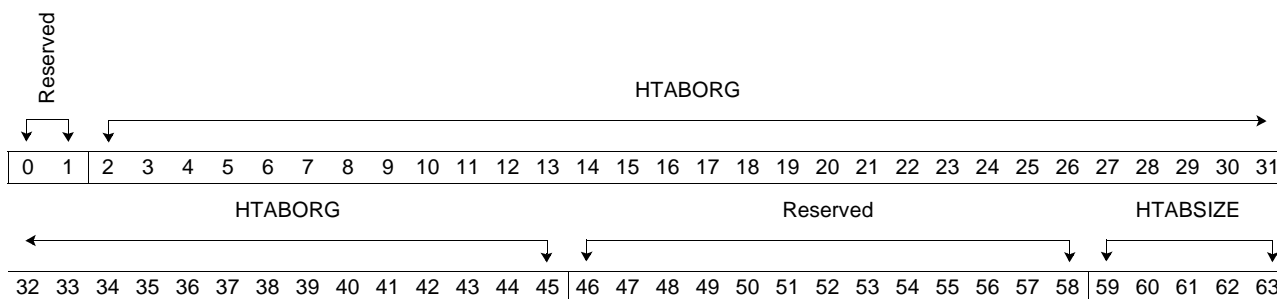 Reserved
HTABORG
0 1 2 3 4 5 6 7 8 9 10 11 12 13 14 15 16 17 18 19 20 21 22 23 24 25 26 27 28 29 30 31
HTABORG Reserved HTABSIZE
32 33 34 35 36 37 38 39 40 41 42 43 44 45 46 47 48 49 50 51 52 53 54 55 56 57 58 59 60 61 62 63